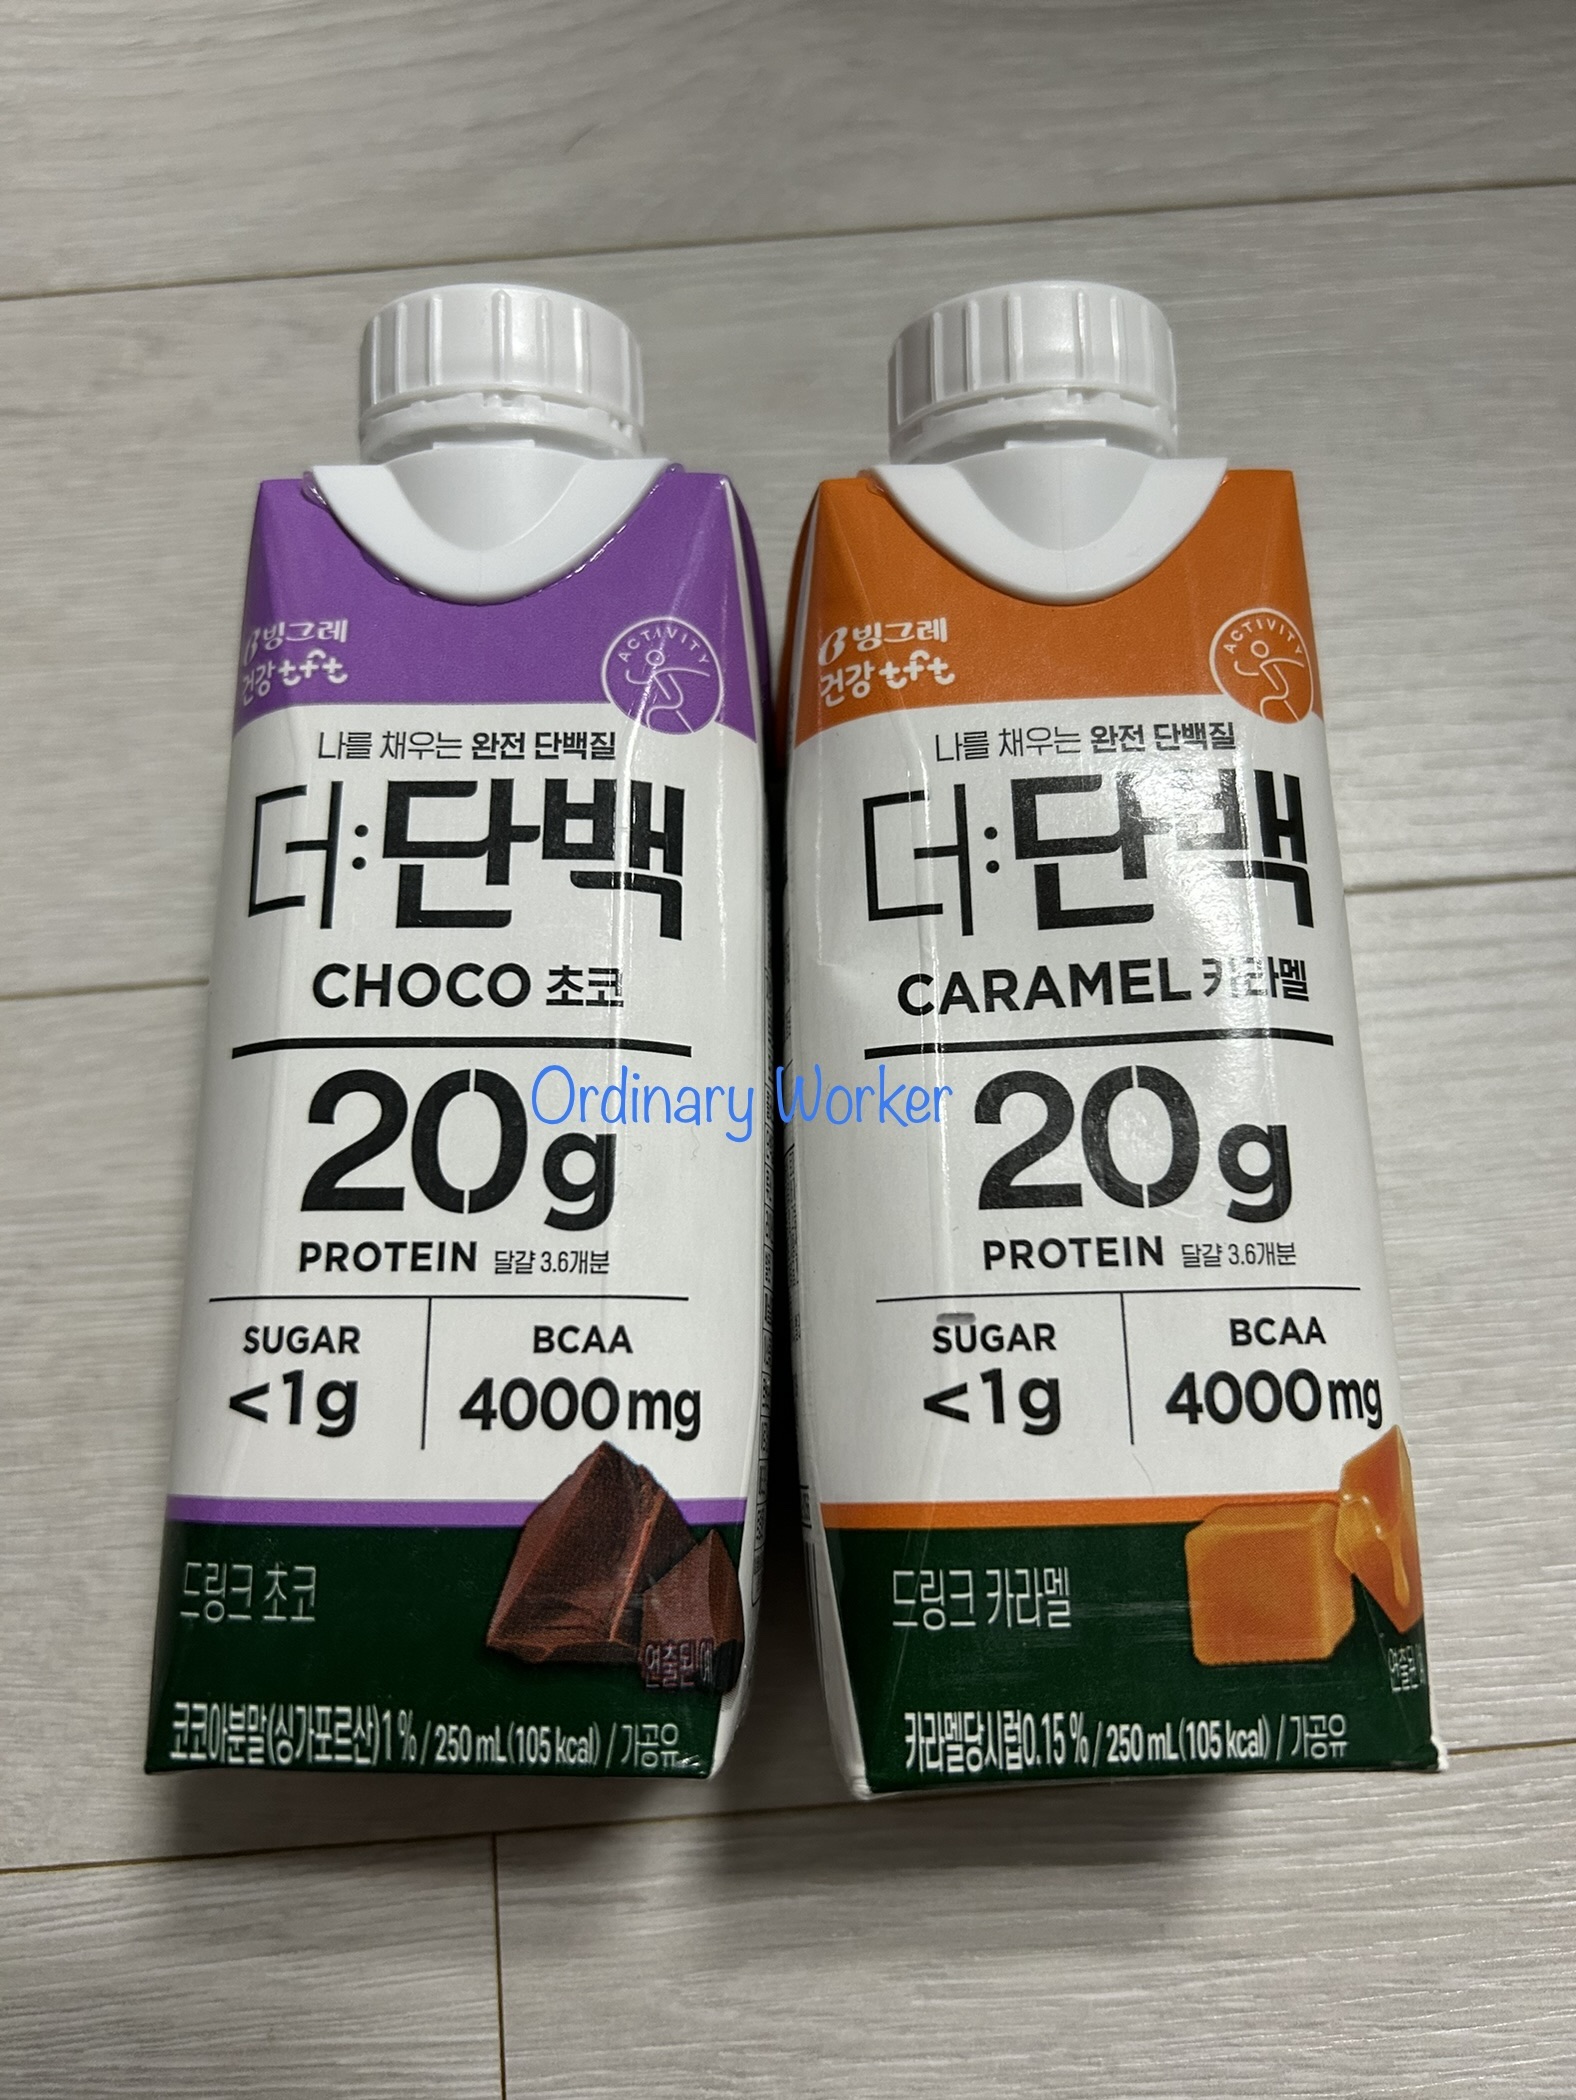 빙그레
건강 tft
ACTIVITY
나를 채우는 완전 단백질
더:단백
CHOCO 초코
20g
PROTEIN 달걀 3.6개분
SUGAR
<1g
BCAA
4000mg
드링크 초코
연출된
코코아분말(싱가포르산)1% / 250 mL(105 kcal) / 가공유
빙그레
건강 tft
ACTIVITY
나를 채우는 완전 단백질
더:단백
CARAMEL 카라멜
20g
PROTEIN 달걀 3.6개분
SUGAR
<1g
BCAA
4000mg
드링크 카라멜
연출된
카라멜당시럽0.15% / 250 mL(105 kcal) / 가공유
Ordinary Worker